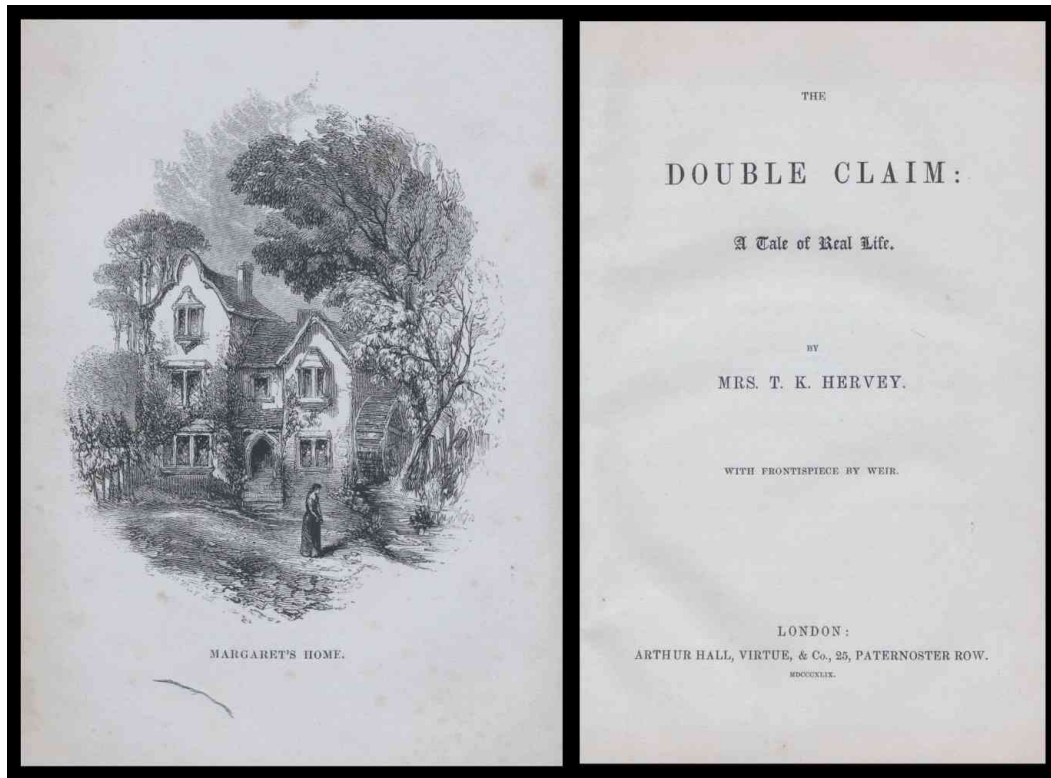 MARGARET'S HOME.
THE
DOUBLE CLAIM:
A Tale of Real Life.
BY
MRS. T. K. HERVEY.
WITH FRONTISPIECE BY WEIR.
LONDON:
ARTHUR HALL, VIRTUE, & Co., 25, PATERNOSTER ROW.
MDCCCXLIX.